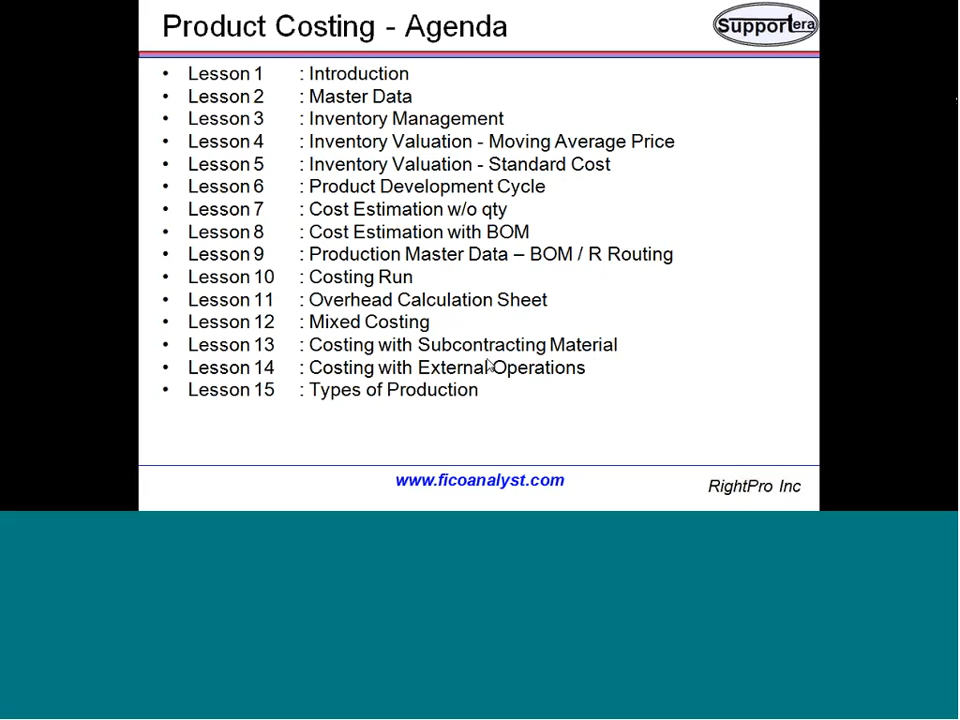 Product Costing - Agenda
Supportera
• Lesson 1 : Introduction
• Lesson 2 : Master Data
• Lesson 3 : Inventory Management
• Lesson 4 : Inventory Valuation - Moving Average Price
• Lesson 5 : Inventory Valuation - Standard Cost
• Lesson 6 : Product Development Cycle
• Lesson 7 : Cost Estimation w/o qty
• Lesson 8 : Cost Estimation with BOM
• Lesson 9 : Production Master Data – BOM / R Routing
• Lesson 10 : Costing Run
• Lesson 11 : Overhead Calculation Sheet
• Lesson 12 : Mixed Costing
• Lesson 13 : Costing with Subcontracting Material
• Lesson 14 : Costing with External Operations
• Lesson 15 : Types of Production
www.ficoanalyst.com
RightPro Inc